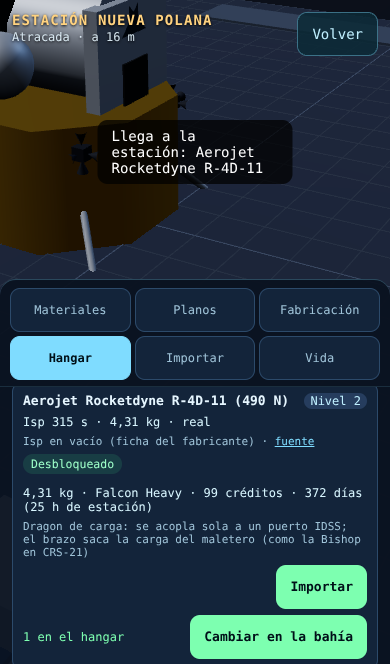 ESTACIÓN NUEVA POLANA
Atracada · a 16 m
Volver
Llega a la
estación: Aerojet
Rocketdyne R-4D-11
Materiales
Planos
Fabricación
Hangar
Importar
Vida
Aerojet Rocketdyne R-4D-11 (490 N)
Nivel 2
Isp 315 s · 4,31 kg · real
Isp en vacío (ficha del fabricante) · fuente
Desbloqueado
4,31 kg · Falcon Heavy · 99 créditos · 372 días
(25 h de estación)
Dragon de carga: se acopla sola a un puerto IDSS;
el brazo saca la carga del maletero (como la Bishop
en CRS-21)
Importar
1 en el hangar
Cambiar en la bahía